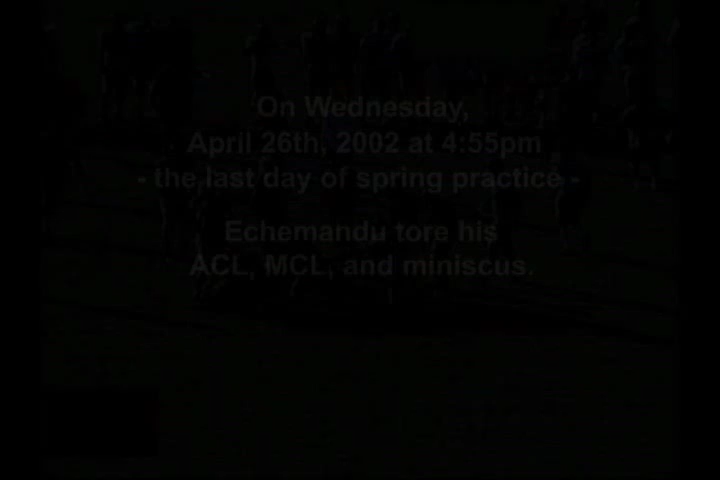 On Wednesday,
April 26th, 2002 at 4:55pm
- the last day of spring practice -
Echemandu tore his
ACL, MCL, and miniscus.